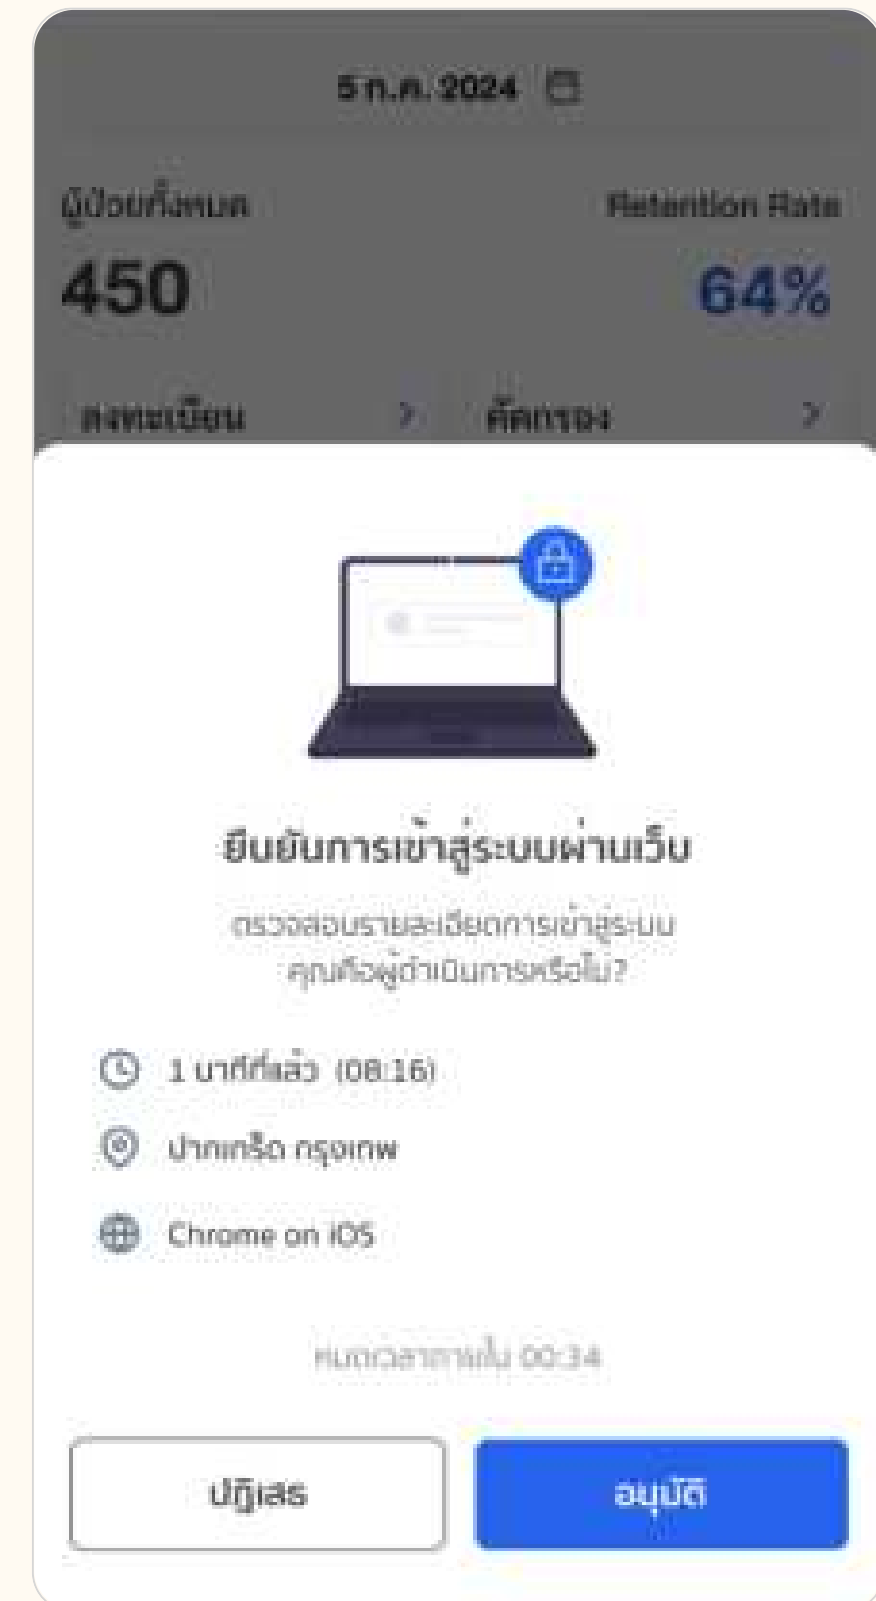 5 ก.ค. 2024
ผู้ป่วยทั้งหมด
Retention Rate
450
64%
ลงทะเบียน
คัดกรอง
ยืนยันการเข้าสู่ระบบผ่านเว็บ
ตรวจสอบรายละเอียดการเข้าสู่ระบบ
คุณคือผู้ดำเนินการหรือไม่?
1 นาทีที่แล้ว (08:16)
ปากเกร็ด กรุงเทพ
Chrome on iOS
หมดเวลาภายใน 00:34
ปฏิเสธ
อนุมัติ